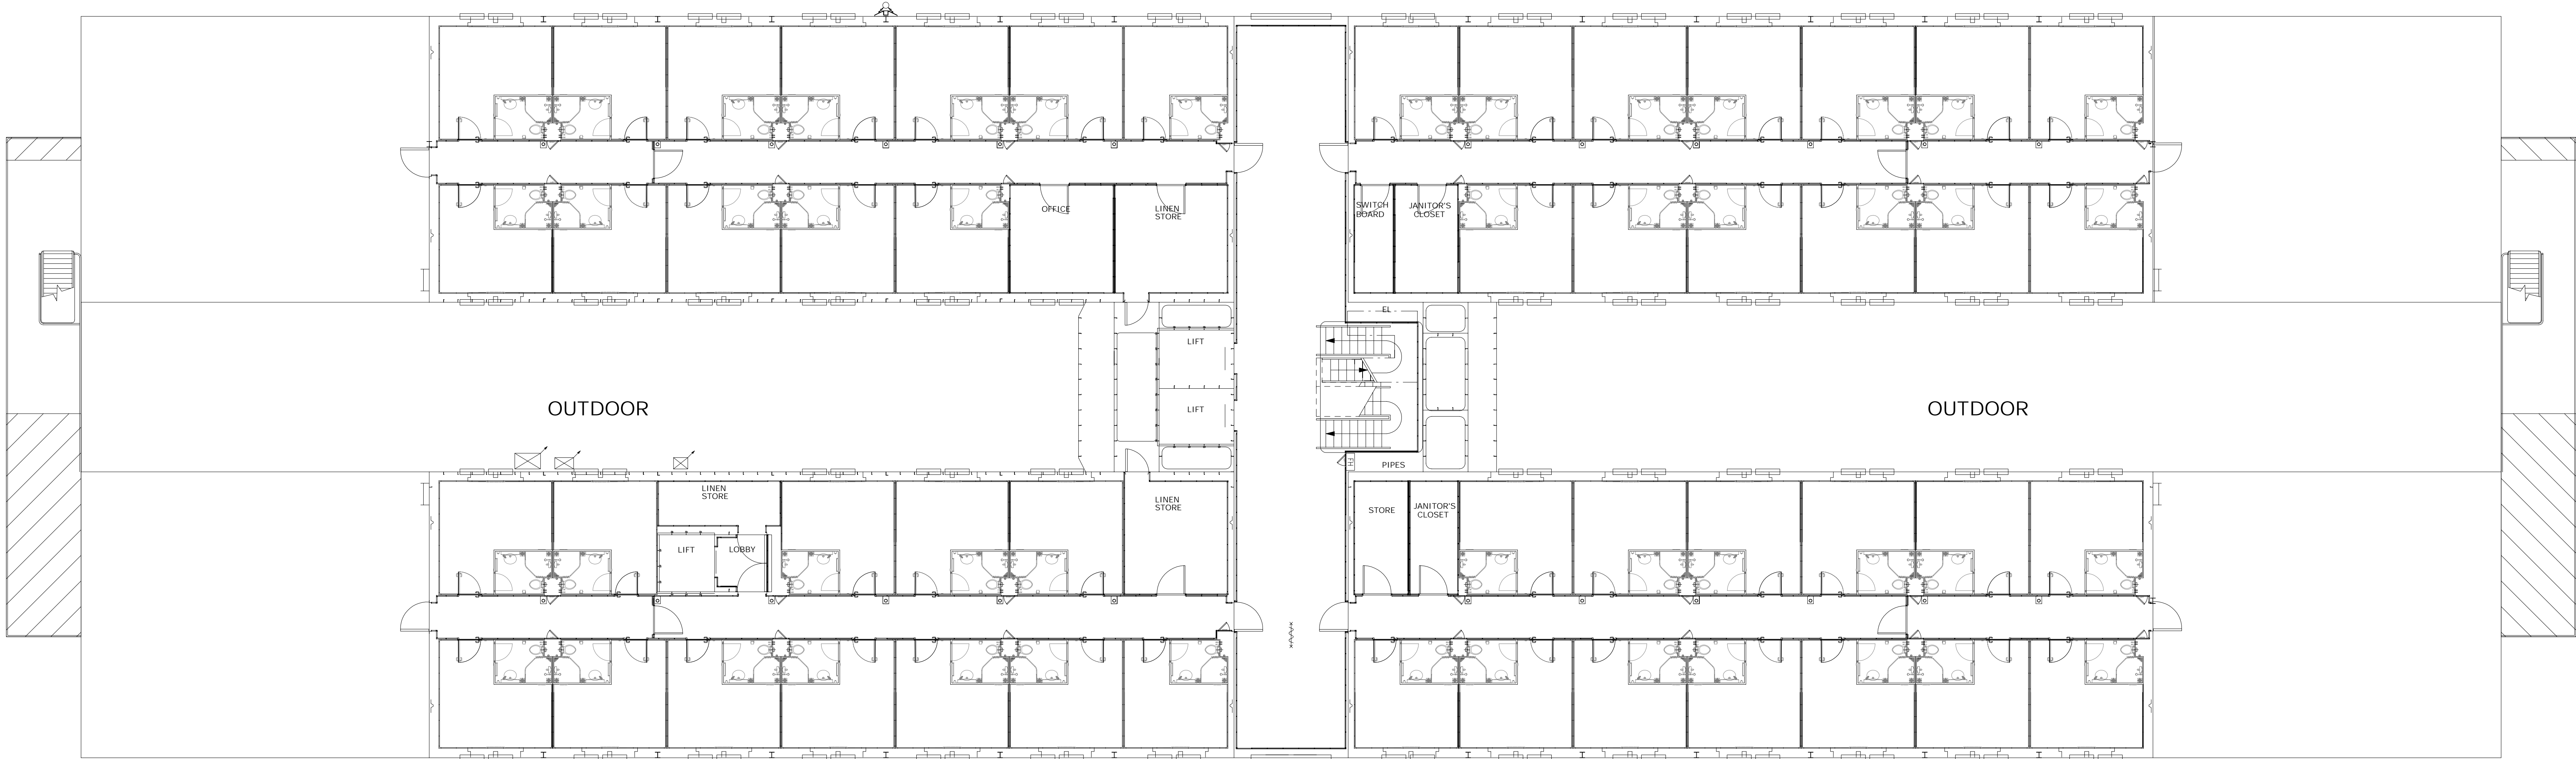 OFFICE
LINEN
STORE
SWITCH
BOARD
JANITOR'S
CLOSET
EL
LIFT
LIFT
OUTDOOR
OUTDOOR
FH
PIPES
LINEN
STORE
LINEN
STORE
STORE
JANITOR'S
CLOSET
LIFT
LOBBY